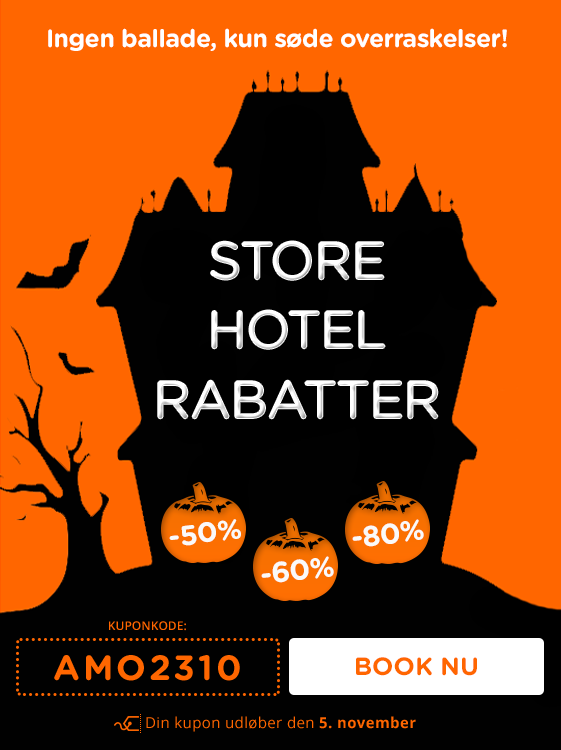 Ingen ballade, kun søde overraskelser!
STORE
HOTEL
RABATTER
-50%
-60%
-80%
KUPONKODE:
AMO2310
BOOK NU
Din kupon udløber den 5. november